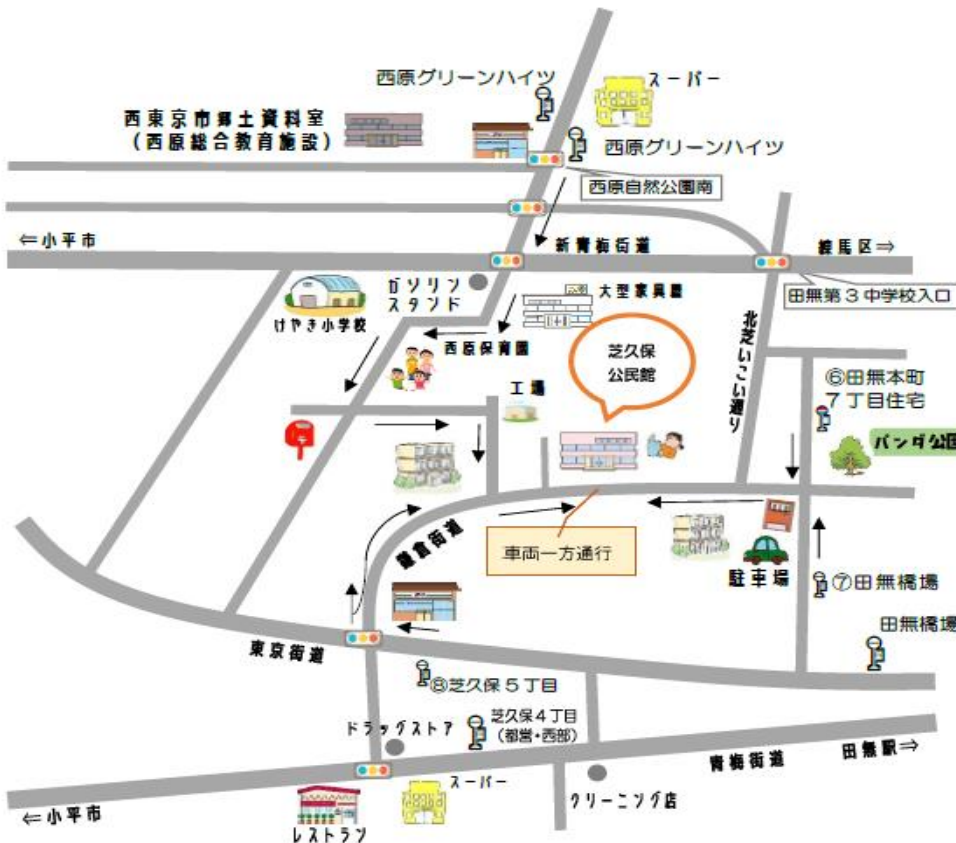 西原グリーンハイツ
スーパー
西東京市郷土資料室
(西原総合教育施設)
西原グリーンハイツ
西原自然公園南
⇐小平市
新青梅街道
練馬区⇒
ガソリン
スタンド
大型家具屋
田無第3中学校入口
けやき小学校
西原保育園
芝久保
公民館
北芝いこい通り
⑥田無本町
7丁目住宅
工場
パンダ公園
鎌倉街道
車両一方通行
駐車場
⑦田無橋場
田無橋場
東京街道
⑧芝久保5丁目
芝久保4丁目
(都営・西部)
ドラッグストア
青梅街道
田無駅⇒
スーパー
クリーニング店
⇐小平市
レストラン